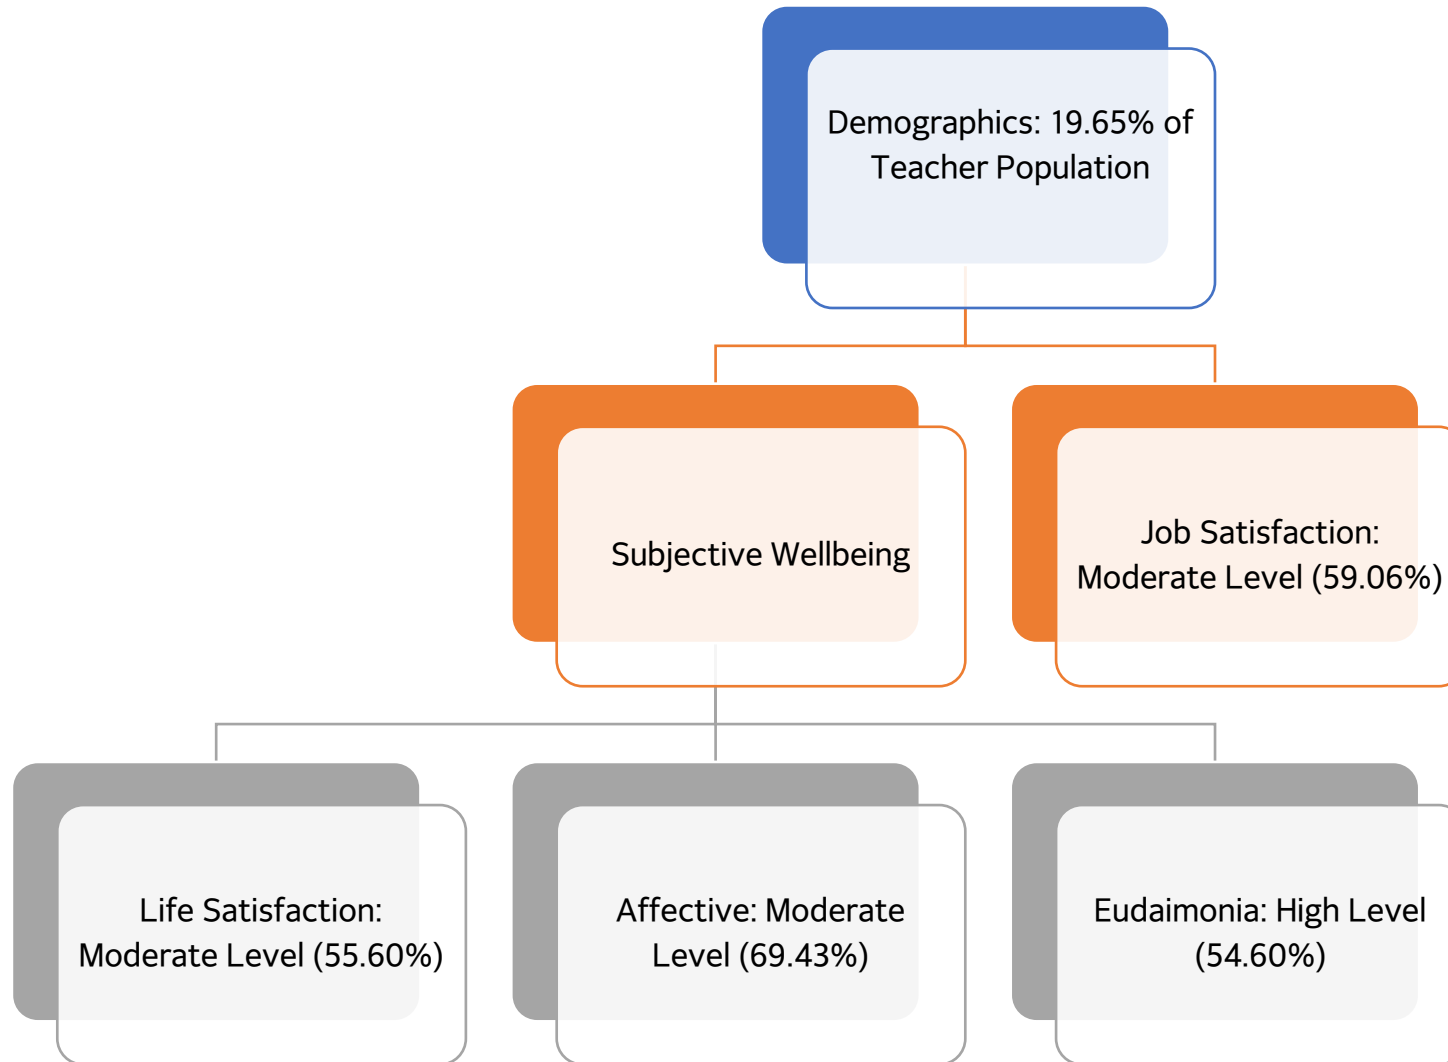 Demographics: 19.65% of
Teacher Population
Subjective Wellbeing
Job Satisfaction:
Moderate Level (59.06%)
Life Satisfaction:
Moderate Level (55.60%)
Affective: Moderate
Level (69.43%)
Eudaimonia: High Level
(54.60%)